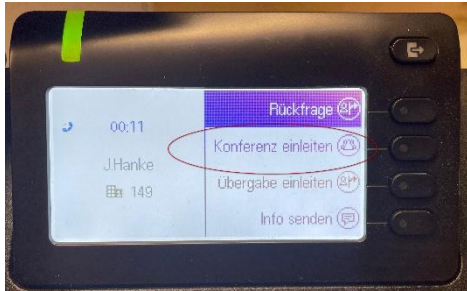 Rückfrage
00:11
Konferenz einleiten
J.Hanke
Übergabe einleiten
149
Info senden